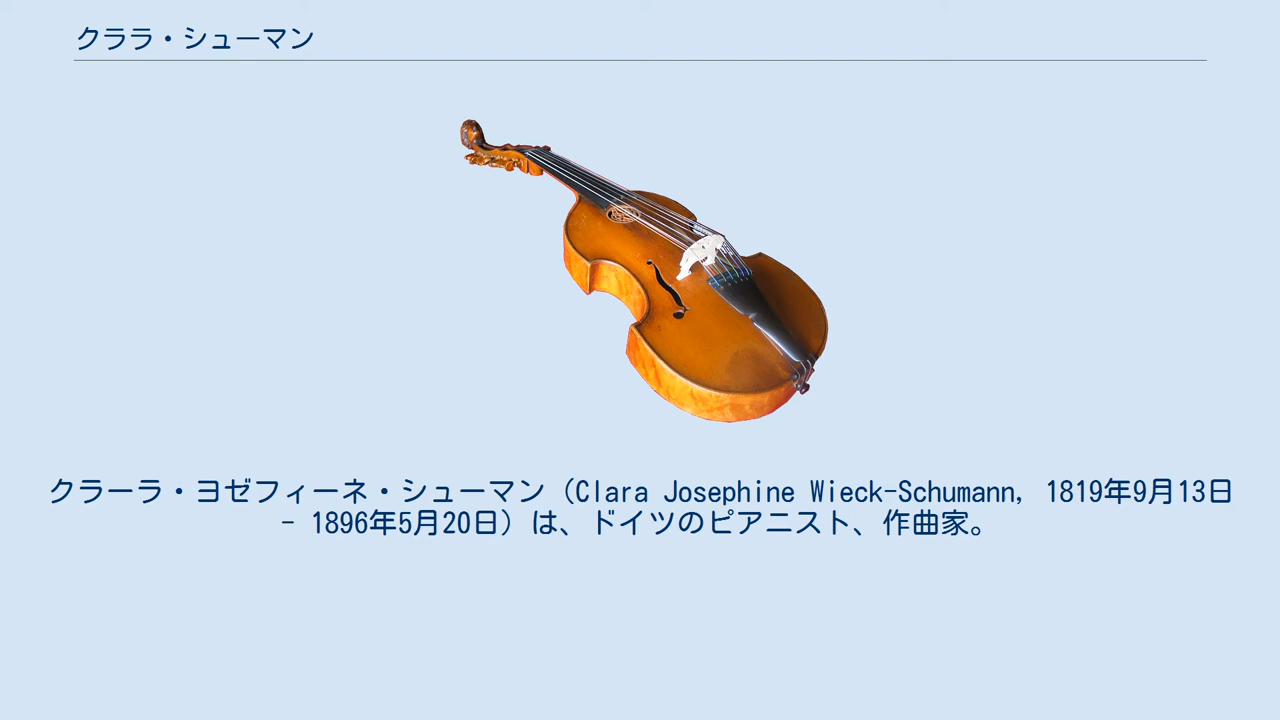 クララ・シューマン
クラーラ・ヨゼフィーネ・シューマン（Clara Josephine Wieck-Schumann, 1819年9月13日
- 1896年5月20日）は、ドイツのピアニスト、作曲家。